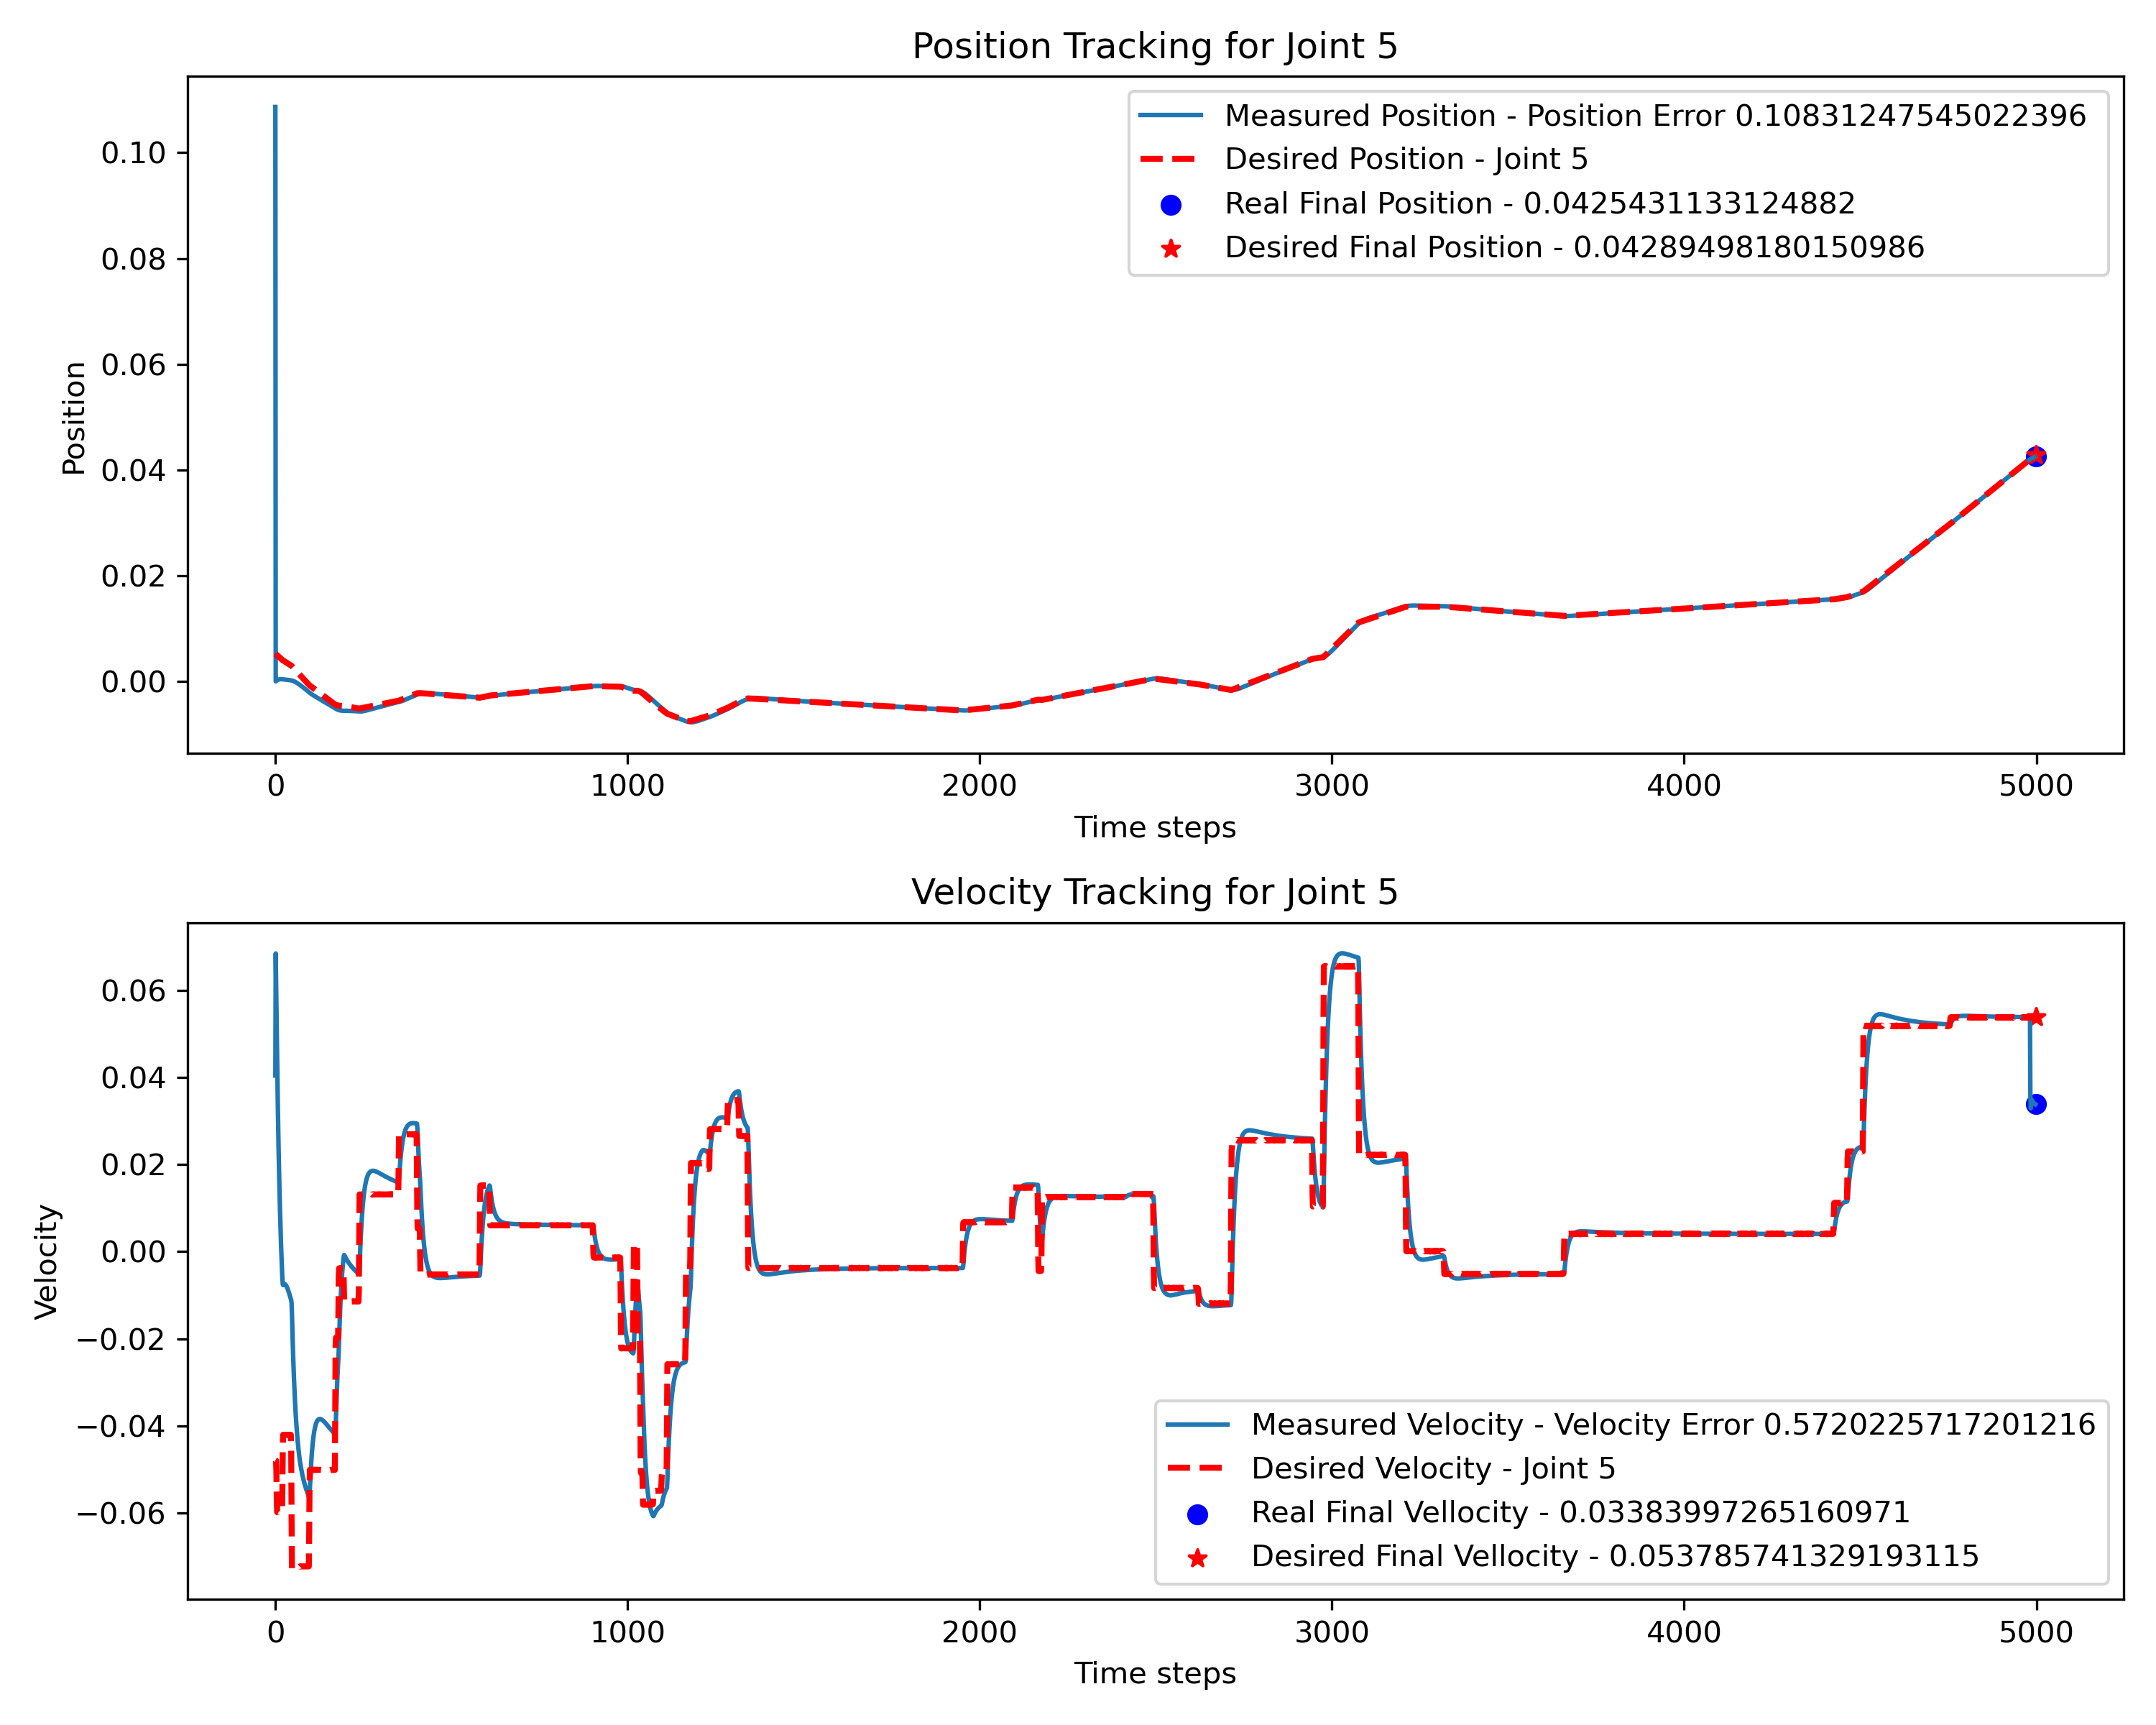 Position Tracking for Joint 5
Measured Position - Position Error 0.10831247545022396
Desired Position - Joint 5
Real Final Position - 0.0425431133124882
Desired Final Position - 0.04289498180150986
0.10
0.08
0.06
0.04
0.02
0.00
Position
0
1000
2000
3000
4000
5000
Time steps
Velocity Tracking for Joint 5
0.06
0.04
0.02
0.00
−0.02
−0.04
−0.06
Velocity
Measured Velocity - Velocity Error 0.5720225717201216
Desired Velocity - Joint 5
Real Final Vellocity - 0.03383997265160971
Desired Final Vellocity - 0.053785741329193115
0
1000
2000
3000
4000
5000
Time steps